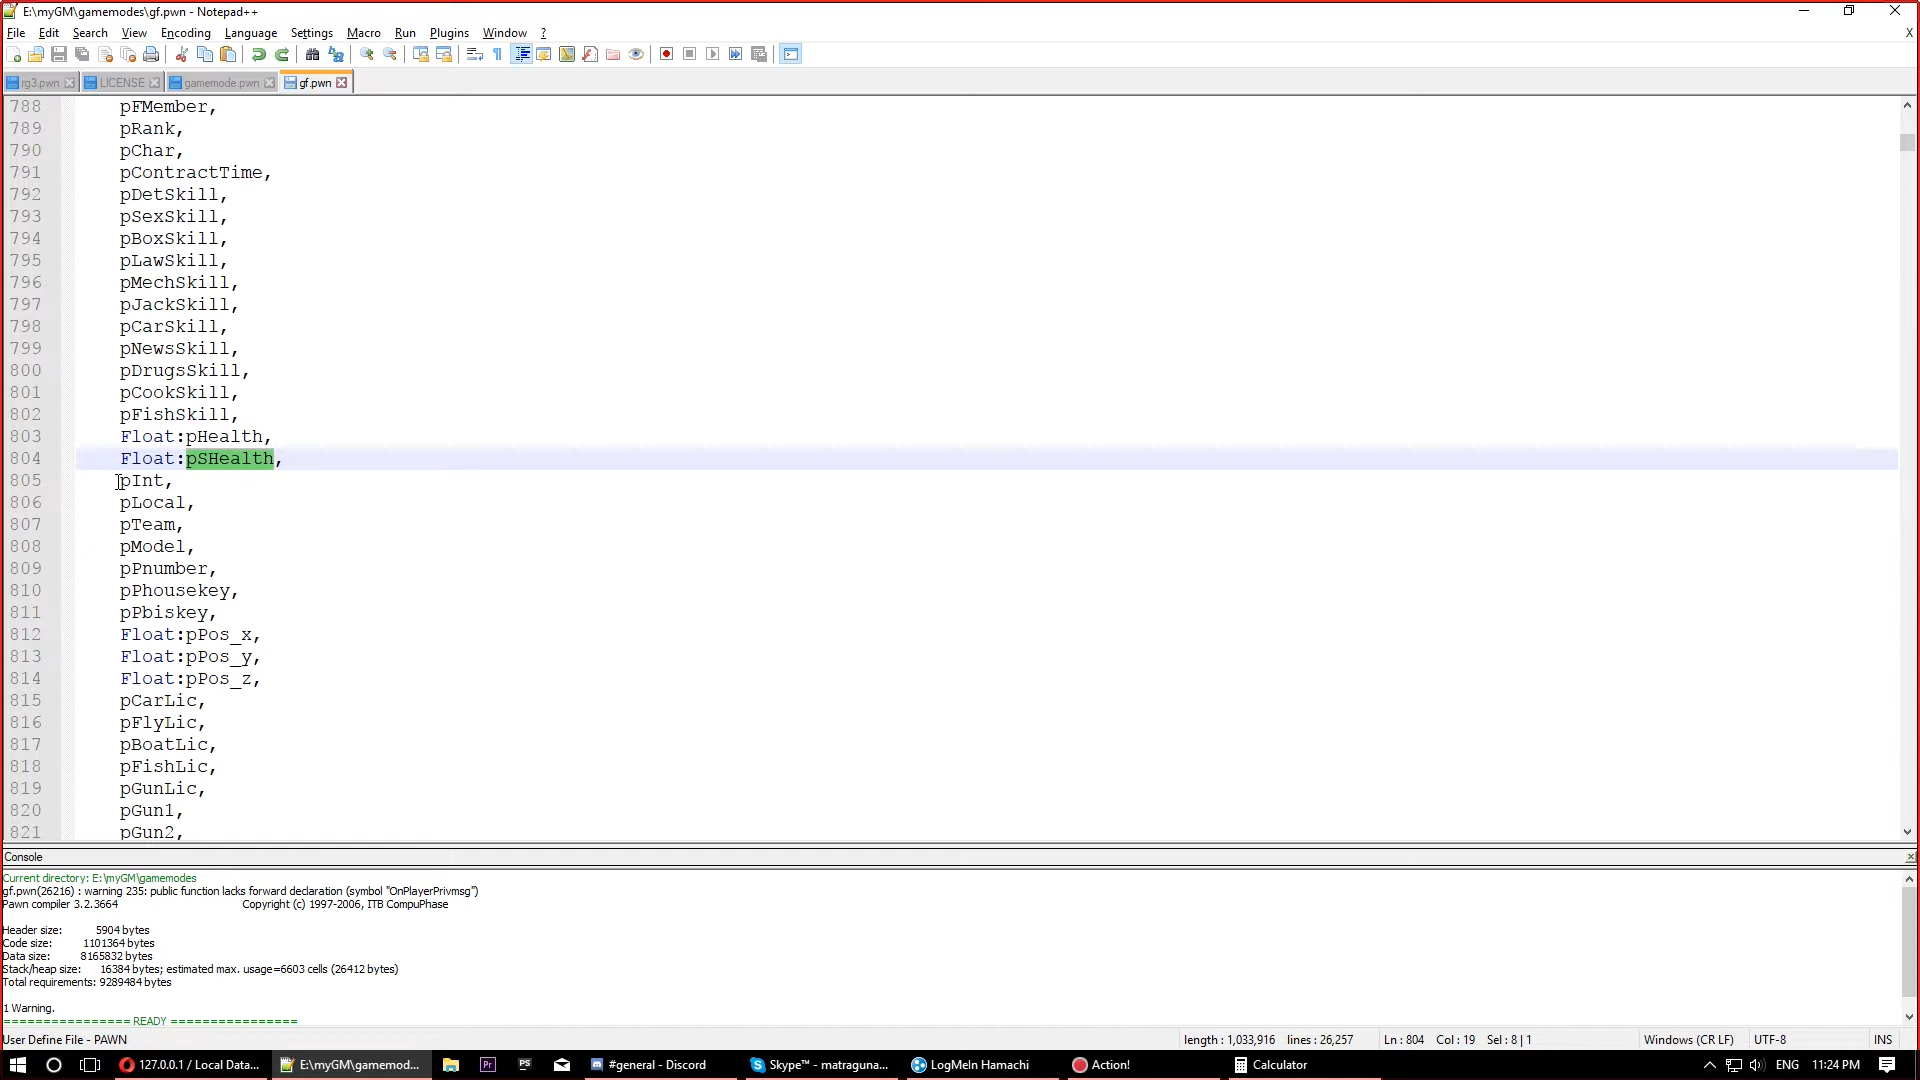 E:\myGM\gamemodes\gf.pwn - Notepad++
File Edit Search View Encoding Language Settings Macro Run Plugins Window ? X
rg3.pwn LICENSE gamemode.pwn gf.pwn
788 pFMember,
789 pRank,
790 pChar,
791 pContractTime,
792 pDetSkill,
793 pSexSkill,
794 pBoxSkill,
795 pLawSkill,
796 pMechSkill,
797 pJackSkill,
798 pCarSkill,
799 pNewsSkill,
800 pDrugsSkill,
801 pCookSkill,
802 pFishSkill,
803 Float:pHealth,
804 Float:pSHealth,
805 pInt,
806 pLocal,
807 pTeam,
808 pModel,
809 pPnumber,
810 pPhousekey,
811 pPbiskey,
812 Float:pPos_x,
813 Float:pPos_y,
814 Float:pPos_z,
815 pCarLic,
816 pFlyLic,
817 pBoatLic,
818 pFishLic,
819 pGunLic,
820 pGun1,
821 pGun2,
Console
Current directory: E:\myGM\gamemodes
gf.pwn(26216) : warning 235: public function lacks forward declaration (symbol "OnPlayerPrivmsg")
Pawn compiler 3.2.3664 Copyright (c) 1997-2006, ITB CompuPhase
Header size: 5904 bytes
Code size: 1101364 bytes
Data size: 8165832 bytes
Stack/heap size: 16384 bytes; estimated max. usage=6603 cells (26412 bytes)
Total requirements: 9289484 bytes
1 Warning.
================ READY ================
User Define File - PAWN length : 1,033,916 lines : 26,257 Ln : 804 Col : 19 Sel : 8 | 1 Windows (CR LF) UTF-8 INS
127.0.0.1 / Local Data... E:\myGM\gamemod... Pr PS #general - Discord Skype™ - matraguna... LogMeIn Hamachi Action! Calculator ENG 11:24 PM